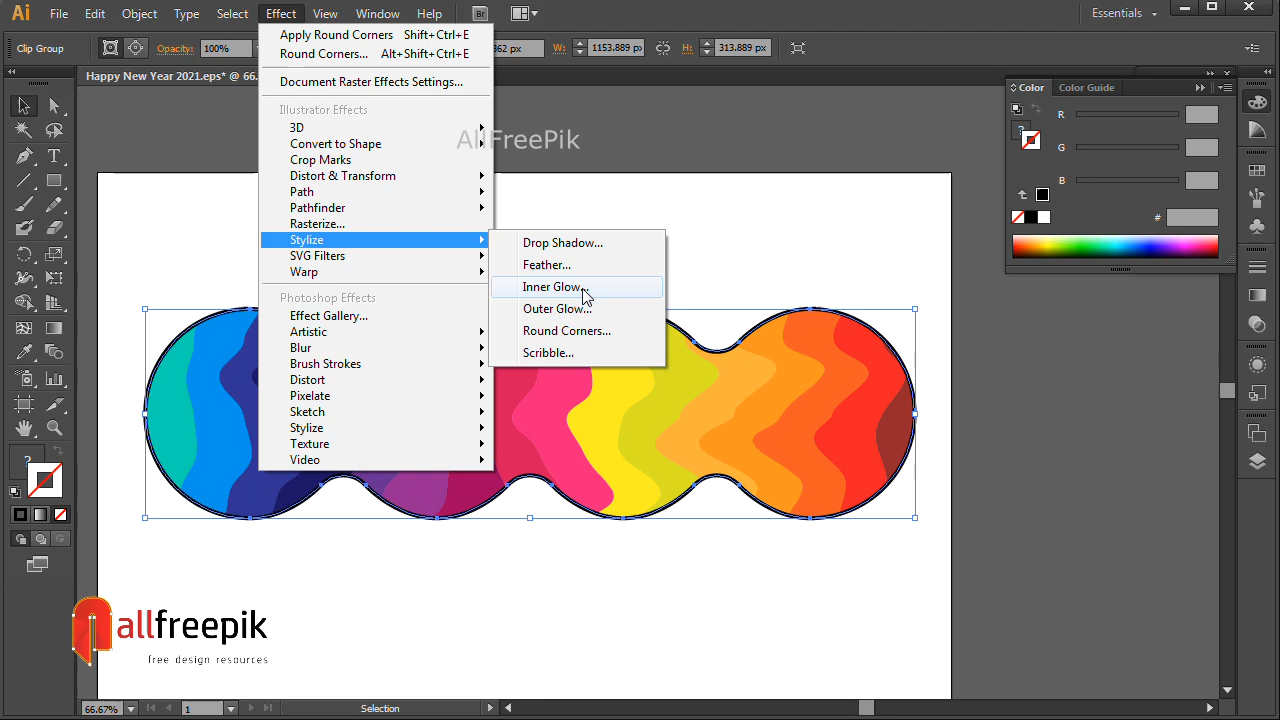 Ai File Edit Object Type Select Effect View Window Help Br Essentials
Clip Group Opacity: 100% 362 px W: 1153.889 px H: 313.889 px
Happy New Year 2021.eps* @ 66.
Apply Round Corners Shift+Ctrl+E
Round Corners... Alt+Shift+Ctrl+E
Document Raster Effects Settings...
Illustrator Effects
3D
Convert to Shape
Crop Marks
Distort & Transform
Path
Pathfinder
Rasterize...
Stylize
SVG Filters
Warp
Photoshop Effects
Effect Gallery...
Artistic
Blur
Brush Strokes
Distort
Pixelate
Sketch
Stylize
Texture
Video
Drop Shadow...
Feather...
Inner Glow...
Outer Glow...
Round Corners...
Scribble...
AllFreePik
Color Color Guide
R
G
B
#
?
?
allfreepik
free design resources
66.67% 1 Selection